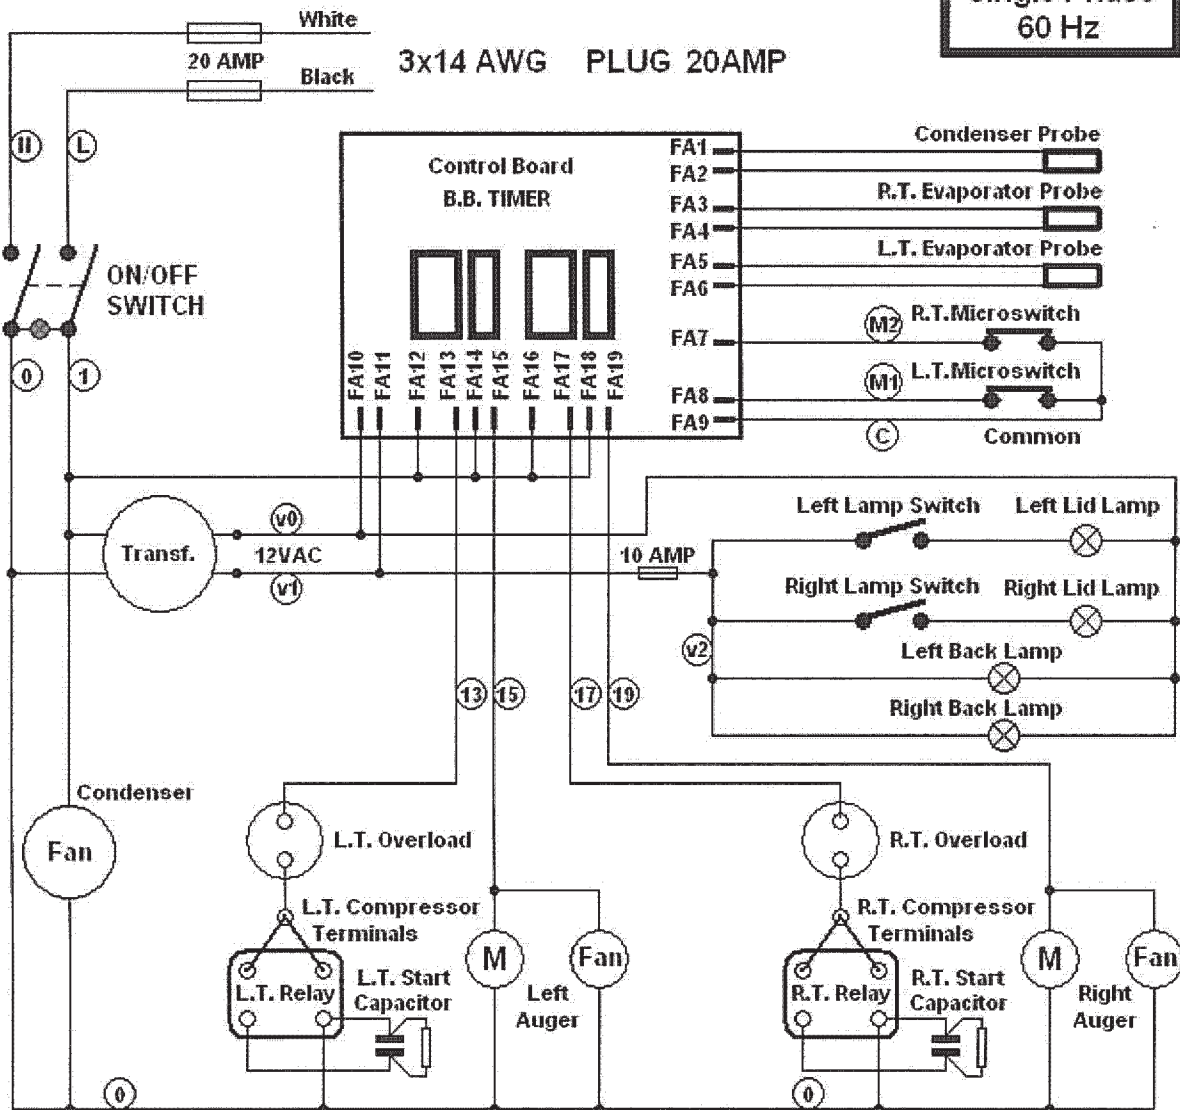 White
20 AMP
Black
3x14 AWG PLUG 20AMP
60 Hz
N
L
ON/OFF
SWITCH
0
1
Control Board
B.B. TIMER
FA1
FA2
FA3
FA4
FA5
FA6
FA7
FA8
FA9
FA10
FA11
FA12
FA13
FA14
FA15
FA16
FA17
FA18
FA19
Condenser Probe
R.T. Evaporator Probe
L.T. Evaporator Probe
M2
R.T.Microswitch
M1
L.T.Microswitch
C
Common
Transf.
v0
12VAC
v1
10 AMP
Left Lamp Switch
Left Lid Lamp
Right Lamp Switch
Right Lid Lamp
v2
Left Back Lamp
Right Back Lamp
13
15
17
19
Condenser
Fan
L.T. Overload
L.T. Compressor
Terminals
L.T. Relay
L.T. Start
Capacitor
M
Fan
Left
Auger
R.T. Overload
R.T. Compressor
Terminals
R.T. Relay
R.T. Start
Capacitor
M
Fan
Right
Auger
0
0